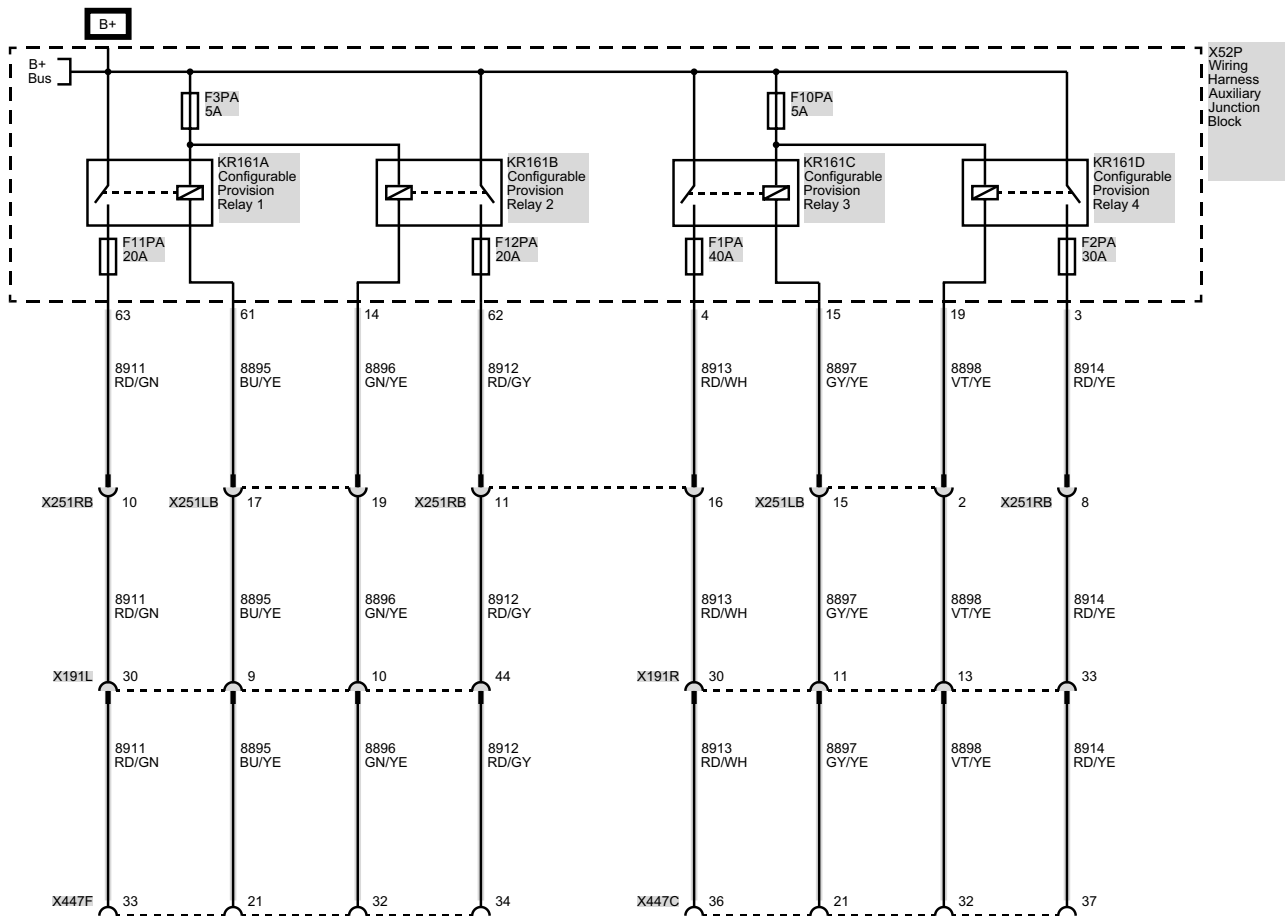 B+
B+
Bus
X52P
Wiring
Harness
Auxiliary
Junction
Block
F3PA
5A
F10PA
5A
KR161A
Configurable
Provision
Relay 1
KR161B
Configurable
Provision
Relay 2
KR161C
Configurable
Provision
Relay 3
KR161D
Configurable
Provision
Relay 4
F11PA
20A
F12PA
20A
F1PA
40A
F2PA
30A
63
61
14
62
4
15
19
3
8911
RD/GN
8895
BU/YE
8896
GN/YE
8912
RD/GY
8913
RD/WH
8897
GY/YE
8898
VT/YE
8914
RD/YE
X251RB
10
X251LB
17
19
X251RB
11
16
X251LB
15
2
X251RB
8
8911
RD/GN
8895
BU/YE
8896
GN/YE
8912
RD/GY
8913
RD/WH
8897
GY/YE
8898
VT/YE
8914
RD/YE
X191L
30
9
10
44
X191R
30
11
13
33
8911
RD/GN
8895
BU/YE
8896
GN/YE
8912
RD/GY
8913
RD/WH
8897
GY/YE
8898
VT/YE
8914
RD/YE
X447F
33
21
32
34
X447C
36
21
32
37